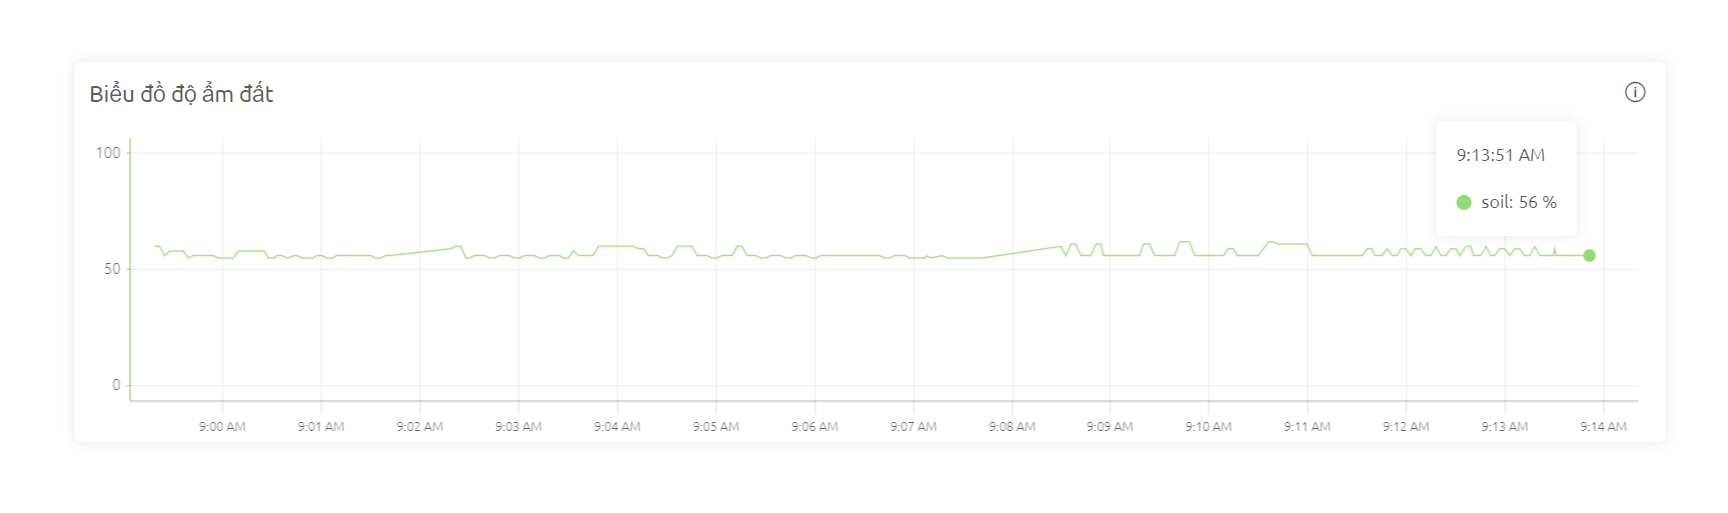 Biểu đồ độ ẩm đất
9:13:51 AM
soil: 56 %
100
50
0
9:00 AM 9:01 AM 9:02 AM 9:03 AM 9:04 AM 9:05 AM 9:06 AM 9:07 AM 9:08 AM 9:09 AM 9:10 AM 9:11 AM 9:12 AM 9:13 AM 9:14 AM